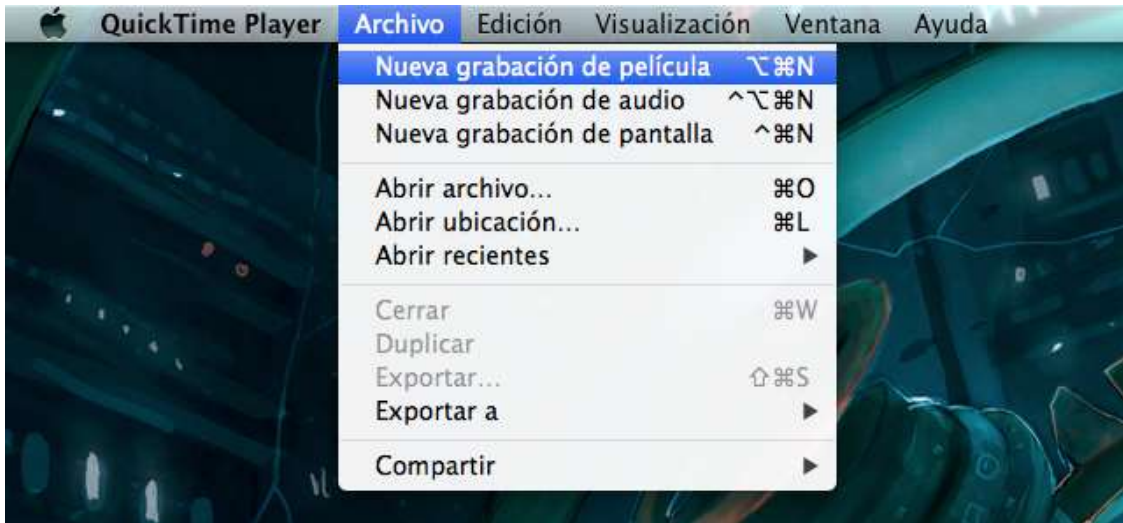 QuickTime Player Archivo Edición Visualización Ventana Ayuda
Nueva grabación de película ⌥⌘N
Nueva grabación de audio ^⌥⌘N
Nueva grabación de pantalla ^⌘N
Abrir archivo... ⌘O
Abrir ubicación... ⌘L
Abrir recientes ▶
Cerrar ⌘W
Duplicar
Exportar... ⇧⌘S
Exportar a ▶
Compartir ▶